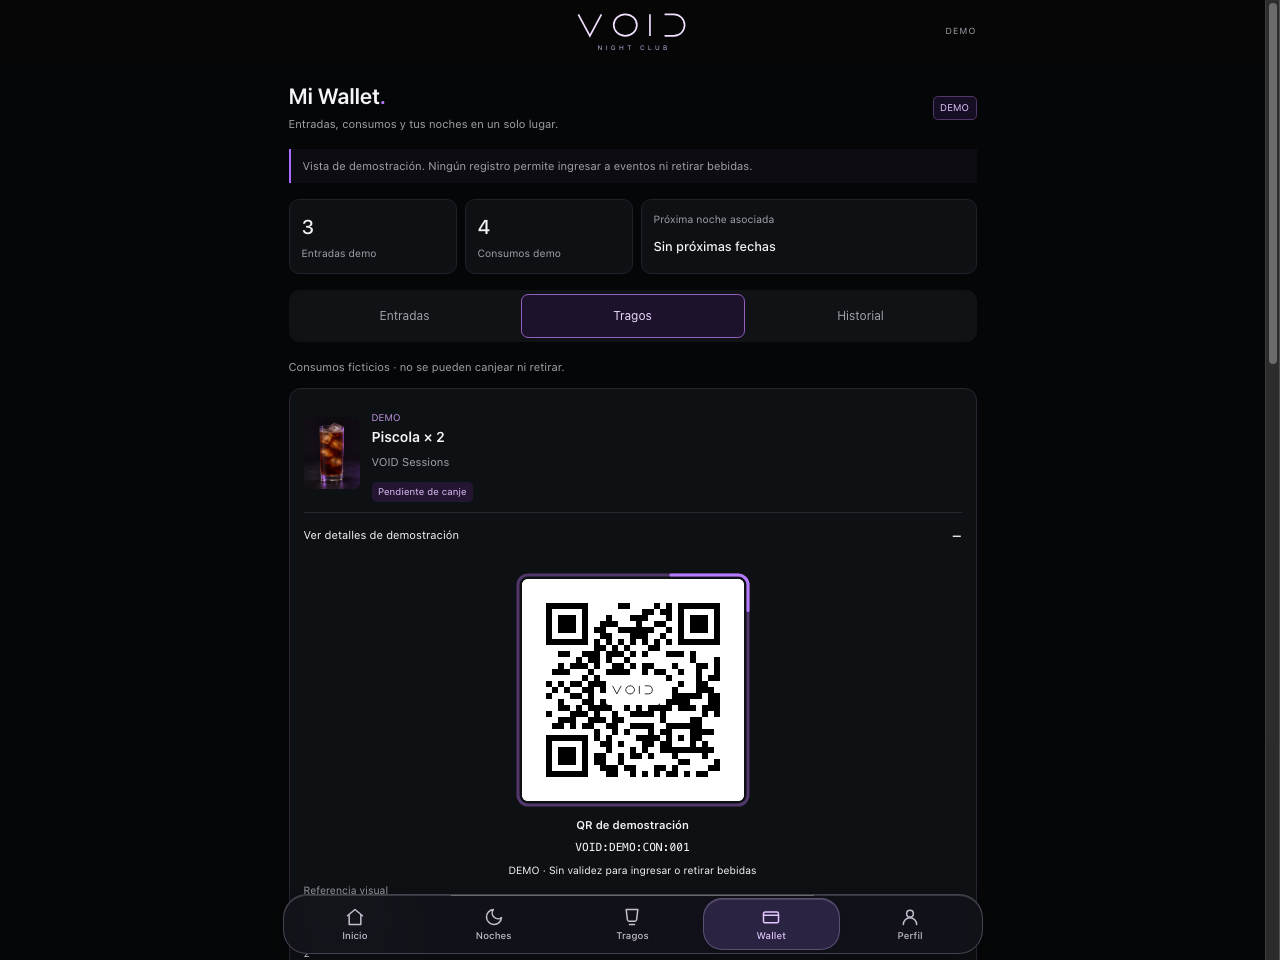 VOID
NIGHT CLUB
DEMO
Mi Wallet.
DEMO
Entradas, consumos y tus noches en un solo lugar.
Vista de demostración. Ningún registro permite ingresar a eventos ni retirar bebidas.
3
Entradas demo
4
Consumos demo
Próxima noche asociada
Sin próximas fechas
Entradas
Tragos
Historial
Consumos ficticios · no se pueden canjear ni retirar.
DEMO
Piscola × 2
VOID Sessions
Pendiente de canje
Ver detalles de demostración
VOID
QR de demostración
VOID:DEMO:CON:001
DEMO · Sin validez para ingresar o retirar bebidas
Referencia visual
Inicio
Noches
Tragos
Wallet
Perfil